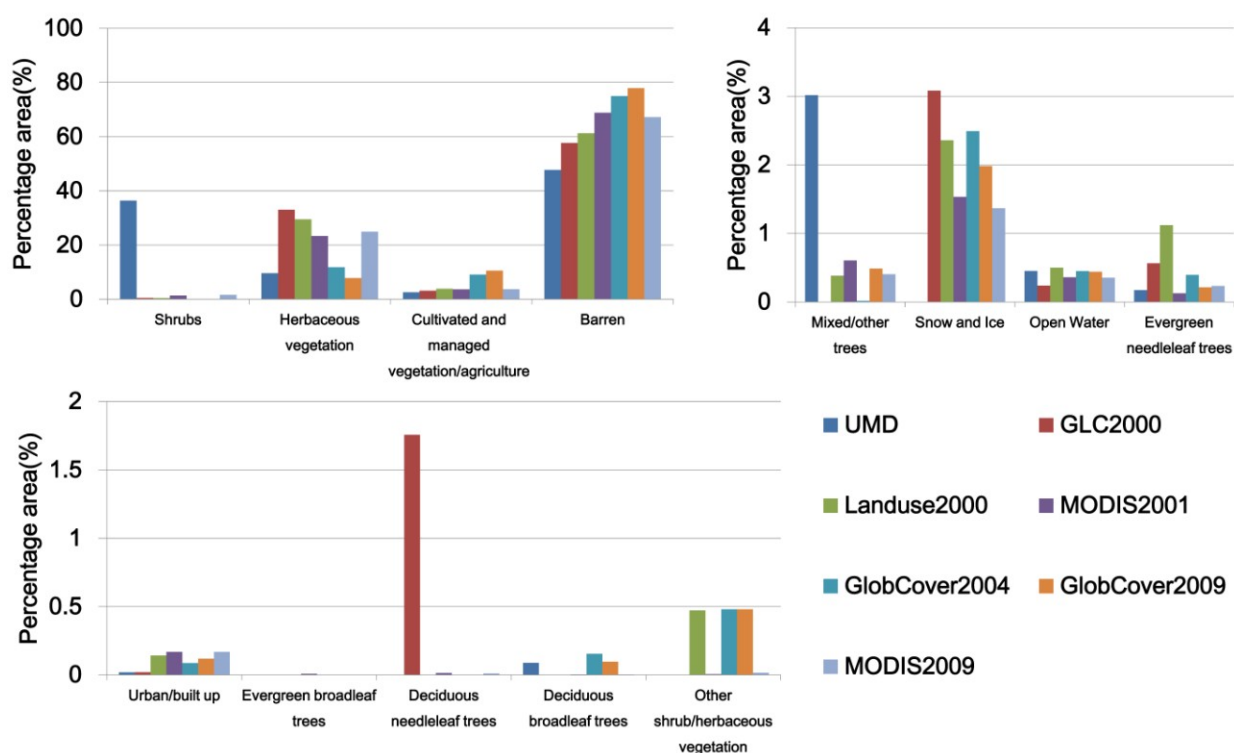 Percentage area(%)
100
80
60
40
20
0
Shrubs
Herbaceous
vegetation
Cultivated and
managed
vegetation/agriculture
Barren
Percentage area(%)
4
3
2
1
0
Mixed/other
trees
Snow and Ice
Open Water
Evergreen
needleleaf trees
Percentage area(%)
2
1.5
1
0.5
0
Urban/built up
Evergreen broadleaf
trees
Deciduous
needleleaf trees
Deciduous
broadleaf trees
Other
shrub/herbaceous
vegetation
UMD
GLC2000
Landuse2000
MODIS2001
GlobCover2004
GlobCover2009
MODIS2009